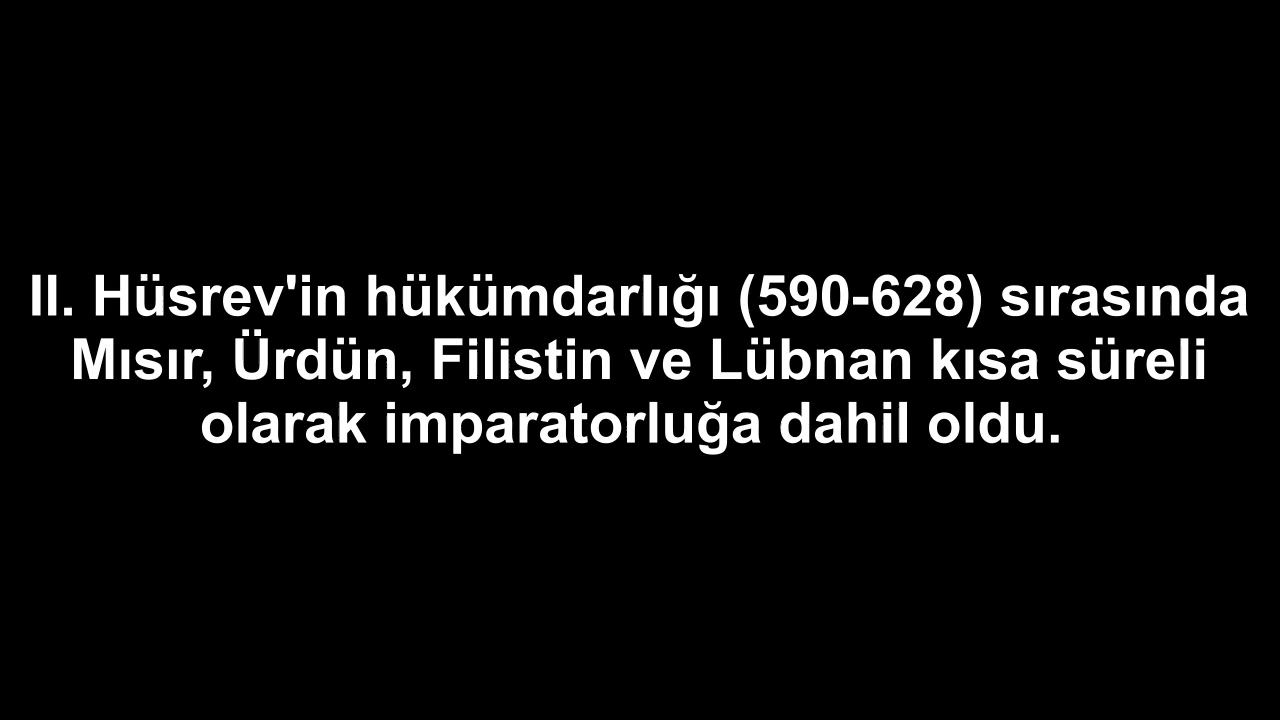 II. Hüsrev'in hükümdarlığı (590-628) sırasında
Mısır, Ürdün, Filistin ve Lübnan kısa süreli
olarak imparatorluğa dahil oldu.